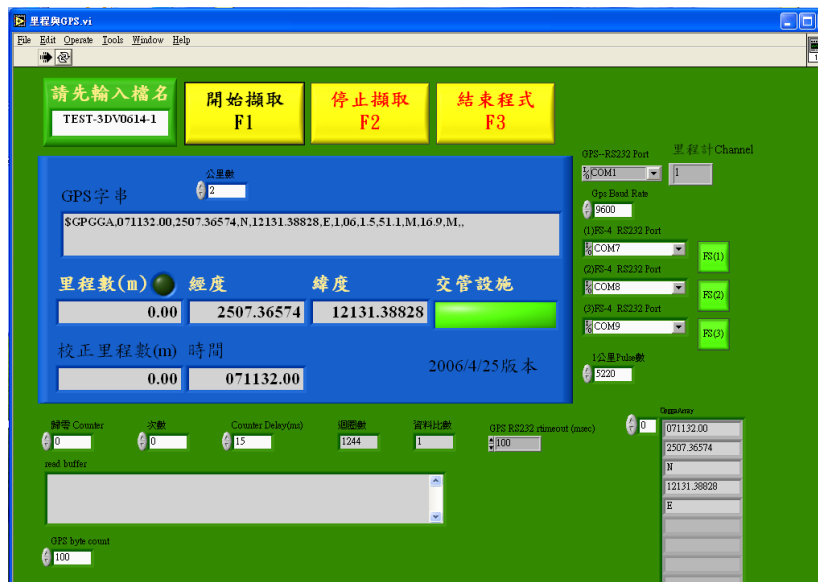 里程與GPS.vi
File Edit Operate Tools Window Help
1
請先輸入檔名
TEST-3DV0614-1
開始擷取
F1
停止擷取
F2
結束程式
F3
GPS--RS232 Port
里程計Channel
COM1
1
Gps Baud Rate
9600
(1)FS-4 RS232 Port
COM7
FS(1)
(2)FS-4 RS232 Port
COM8
FS(2)
(3)FS-4 RS232 Port
COM9
FS(3)
1公里Pulse數
5220
公里數
2
GPS字串
$GPGGA,071132.00,2507.36574,N,12131.38828,E,1,06,1.5,51.1,M,16.9,M,,
里程數(m) 經度 緯度 交管設施
0.00 2507.36574 12131.38828
校正里程數(m) 時間
0.00 071132.00
2006/4/25版本
歸零 Counter 次數 Counter Delay(ms) 迴圈數 資料比數 GPS RS232 rtimeout (msec)
0 0 15 1244 1 100
read buffer
GPS byte count
100
GpggaArray
0
071132.00
2507.36574
N
12131.38828
E